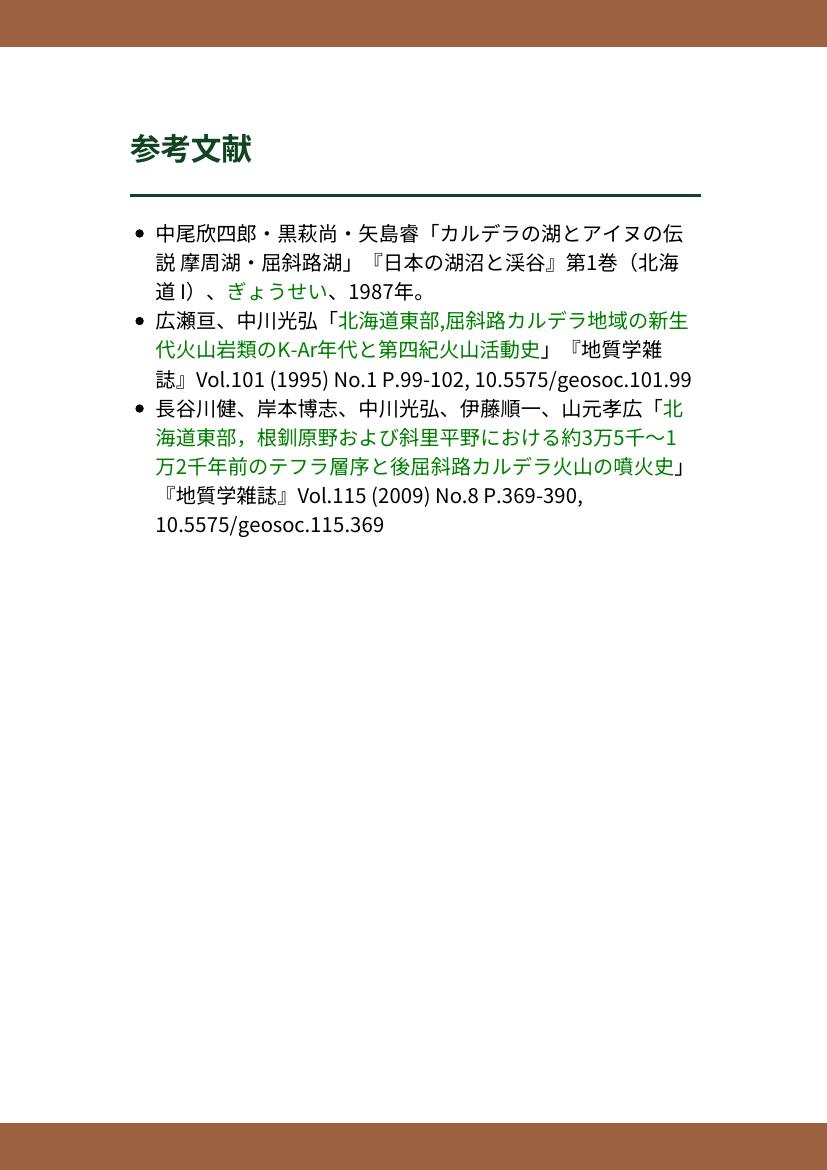 参考文献
中尾欣四郎・黒萩尚・矢島睿「カルデラの湖とアイヌの伝
説 摩周湖・屈斜路湖」『日本の湖沼と渓谷』第1巻（北海
道 I）、ぎょうせい、1987年。
広瀬亘、中川光弘「北海道東部,屈斜路カルデラ地域の新生
代火山岩類のK-Ar年代と第四紀火山活動史」『地質学雑
誌』Vol.101 (1995) No.1 P.99-102, 10.5575/geosoc.101.99
長谷川健、岸本博志、中川光弘、伊藤順一、山元孝広「北
海道東部，根釧原野および斜里平野における約3万5千〜1
万2千年前のテフラ層序と後屈斜路カルデラ火山の噴火史」
『地質学雑誌』Vol.115 (2009) No.8 P.369-390,
10.5575/geosoc.115.369